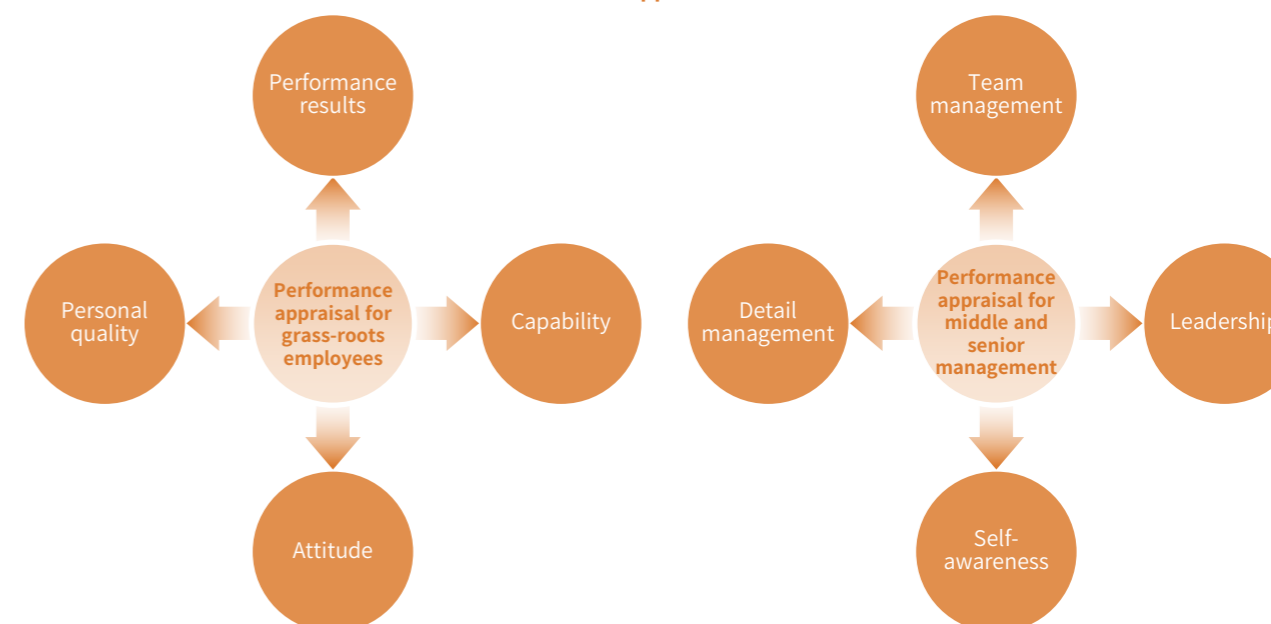 Performance
results
Personal
quality
Performance
appraisal for
grass-roots
employees
Capability
Attitude
Team
management
Detail
management
Performance
appraisal for
middle and
senior
management
Leadership
Self-
awareness